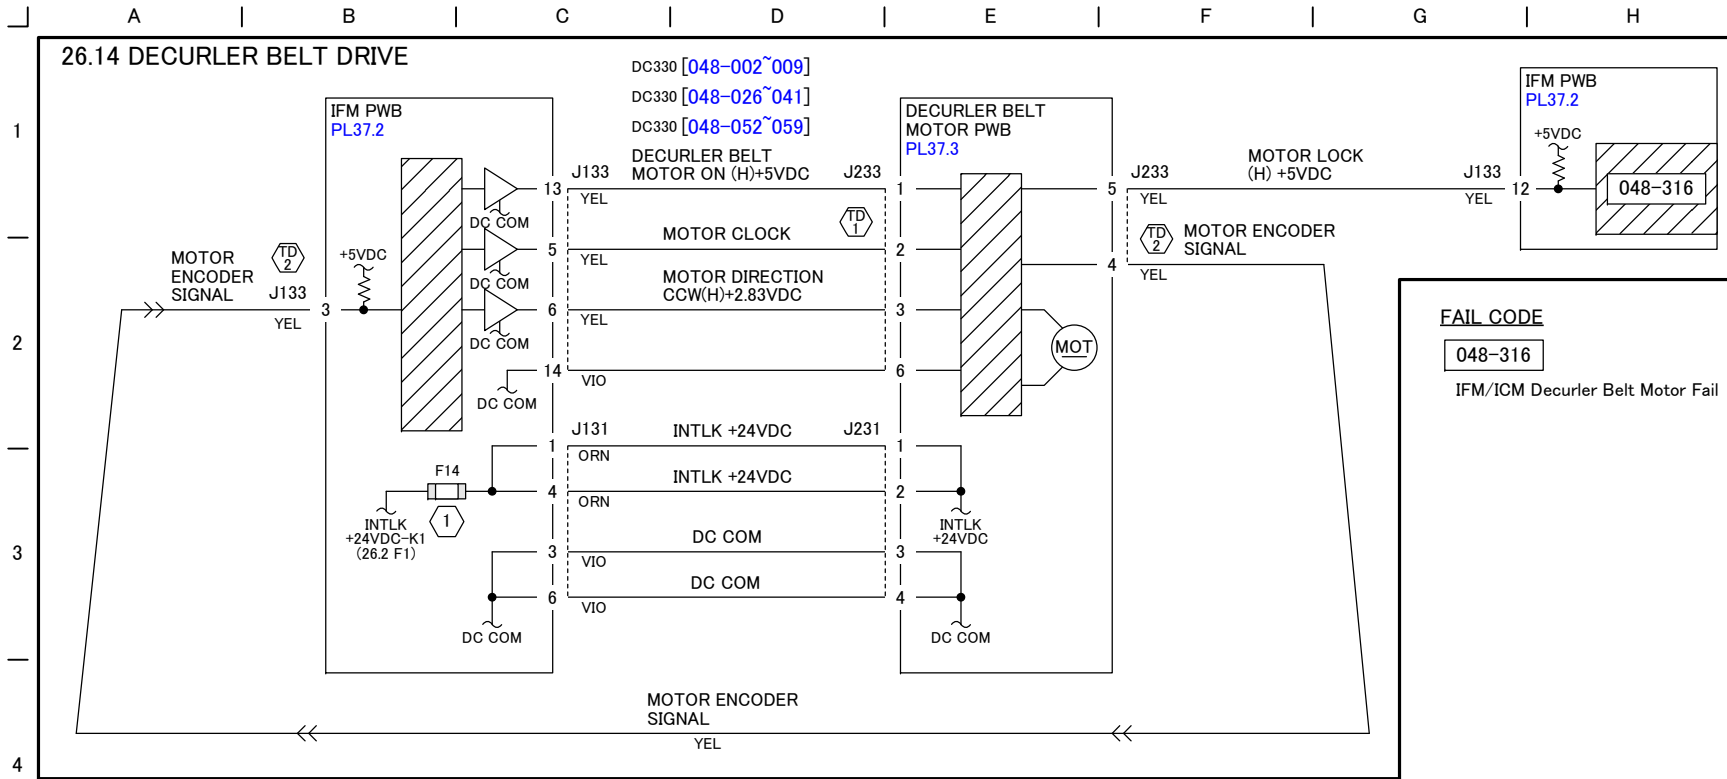 A B C D E F G H
26.14 DECURLER BELT DRIVE
DC330 [048-002~009]
DC330 [048-026~041]
DC330 [048-052~059]
1
IFM PWB
PL37.2
DECURLER BELT
MOTOR PWB
PL37.3
IFM PWB
PL37.2
+5VDC
048-316
J133
DECURLER BELT
MOTOR ON (H)+5VDC
J233
13
YEL
1
5
J233
YEL
MOTOR LOCK
(H) +5VDC
J133
YEL
12
DC COM
TD
1
MOTOR CLOCK
5
YEL
2
4
TD
2
MOTOR ENCODER
SIGNAL
YEL
DC COM
MOTOR
ENCODER
SIGNAL
TD
2
J133
YEL
3
+5VDC
MOTOR DIRECTION
CCW(H)+2.83VDC
6
YEL
3
DC COM
2
MOT
14
VIO
6
DC COM
FAIL CODE
048-316
IFM/ICM Decurler Belt Motor Fail
J131
INTLK +24VDC
J231
1
ORN
1
F14
1
INTLK
+24VDC-K1
(26.2 F1)
INTLK +24VDC
4
ORN
2
INTLK
+24VDC
3
DC COM
3
VIO
3
DC COM
6
VIO
4
DC COM
DC COM
MOTOR ENCODER
SIGNAL
YEL
4